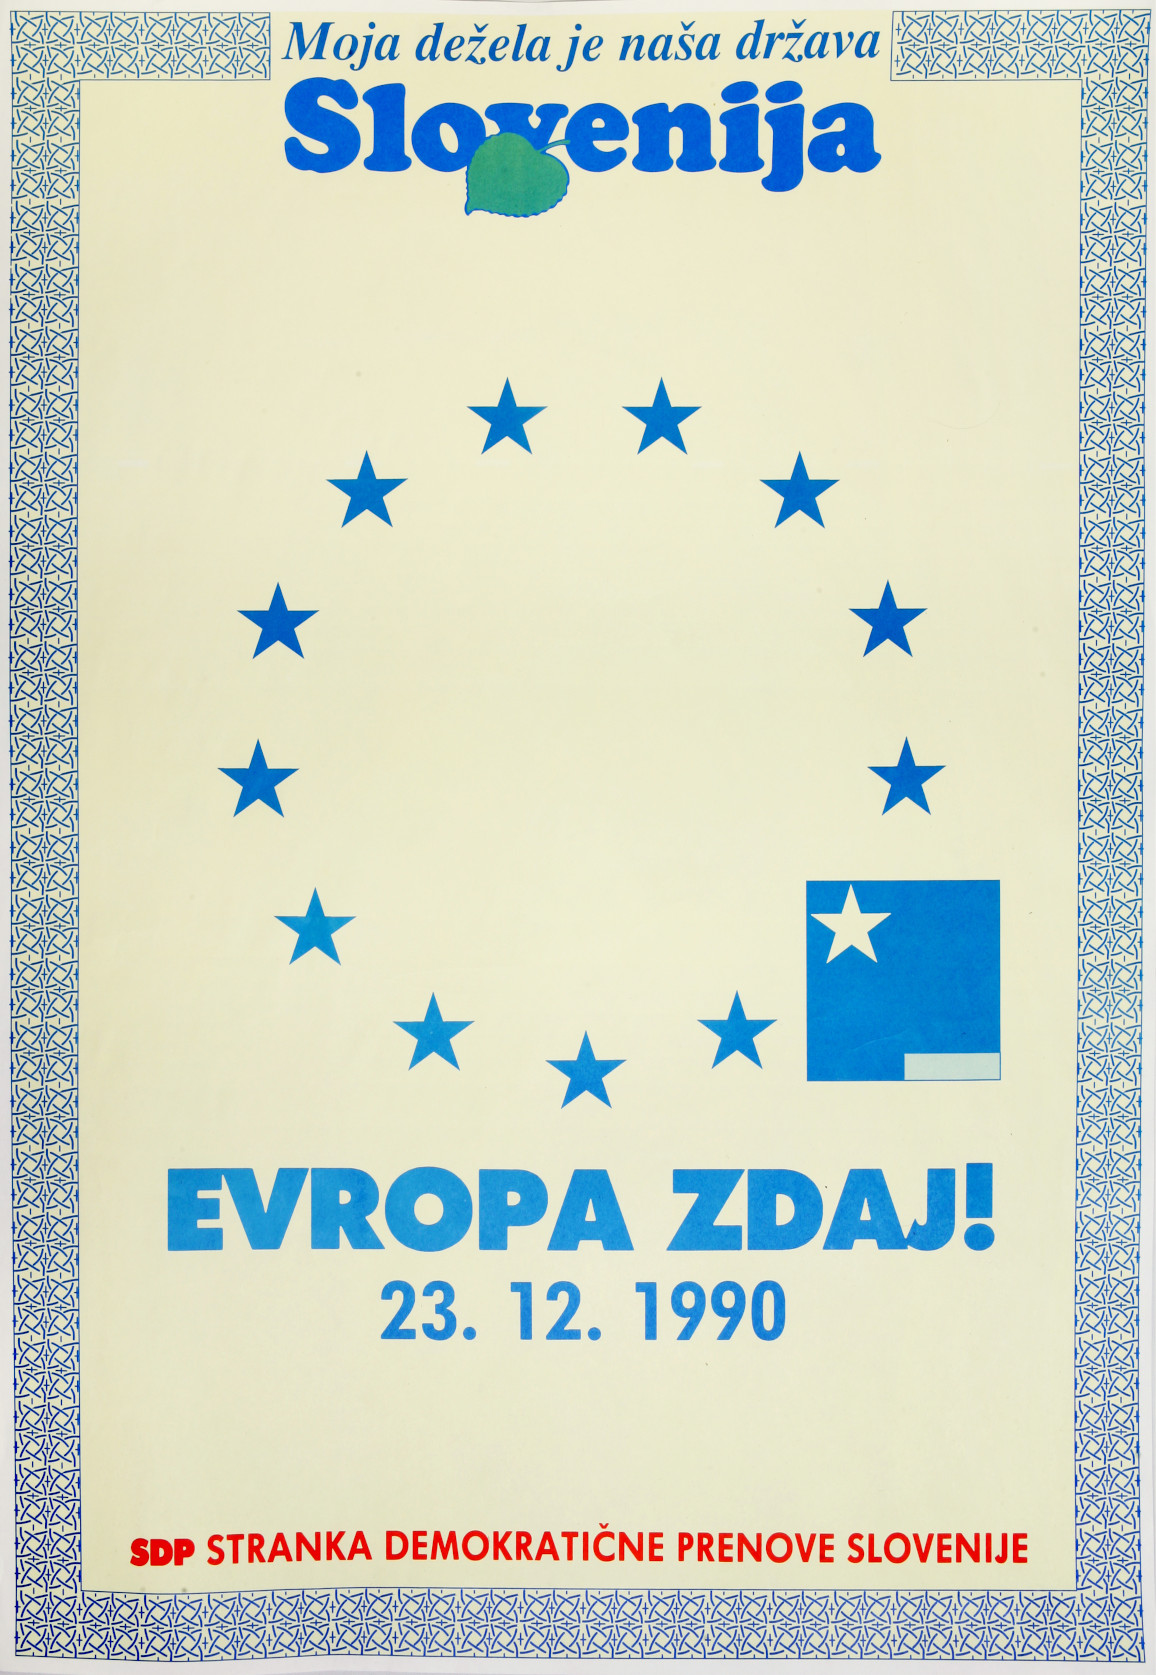 Moja dežela je naša država
Slovenija
EVROPA ZDAJ!
23. 12. 1990
SDP STRANKA DEMOKRATIČNE PRENOVE SLOVENIJE